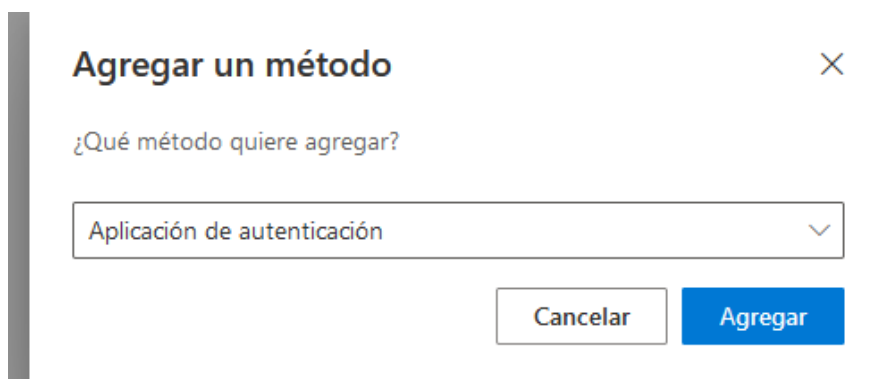 Agregar un método
¿Qué método quiere agregar?
Aplicación de autenticación
Cancelar
Agregar